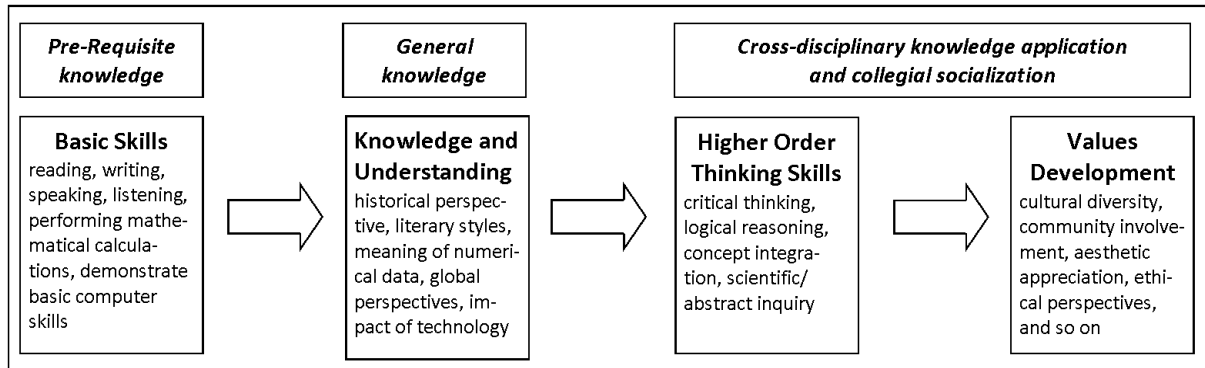 Pre-Requisite
knowledge
General
knowledge
Cross-disciplinary knowledge application
and collegial socialization
Basic Skills
reading, writing,
speaking, listening,
performing mathe-
matical calcula-
tions, demonstrate
basic computer
skills
Knowledge and
Understanding
historical perspec-
tive, literary styles,
meaning of numeri-
cal data, global
perspectives, im-
pact of technology
Higher Order
Thinking Skills
critical thinking,
logical reasoning,
concept integra-
tion, scientific/
abstract inquiry
Values
Development
cultural diversity,
community involve-
ment, aesthetic
appreciation, ethi-
cal perspectives,
and so on